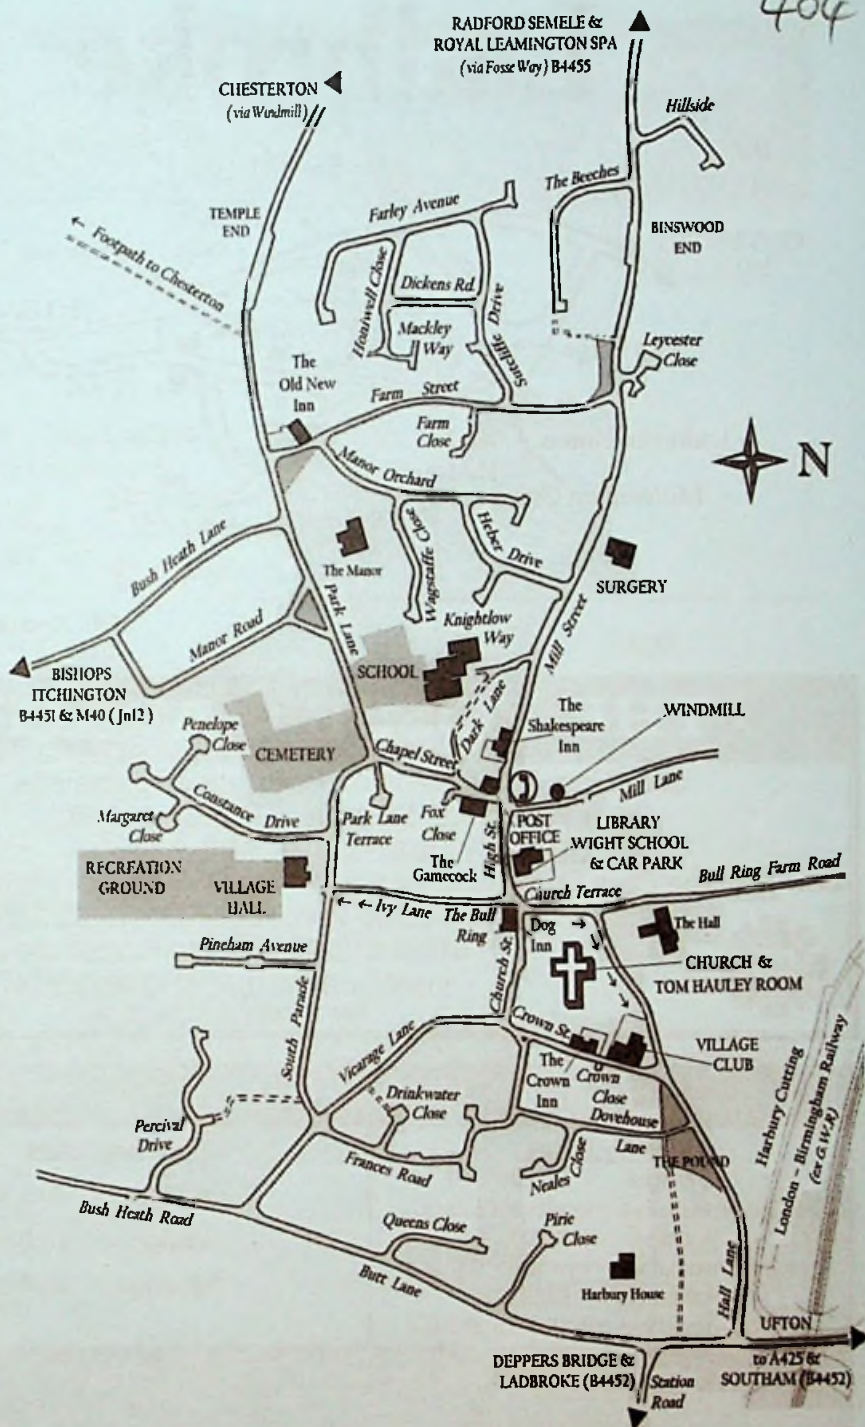 404
RADFORD SEMELE &
ROYAL LEAMINGTON SPA
(via Fosse Way) B4455
CHESTERTON
(via Windmill)
Hillside
The Beeches
Farley Avenue
TEMPLE
END
BINSWOOD
END
← Footpath to Chesterton
Honiwell Close
Dickens Rd.
Sutcliffe Drive
Mackley
Way
Leycester
Close
The
Old New
Inn
Farm Street
Farm
Close
N
Manor Orchard
Wagstaffe Close
Heber Drive
Bush Heath Lane
The Manor
SURGERY
Park Lane
Mill Street
Manor Road
Knightlow
Way
SCHOOL
BISHOPS
ITCHINGTON
B4451 & M40 (Jn12)
Dark Lane
The
Shakespeare
Inn
WINDMILL
Penelope
Close
CEMETERY
Chapel Street
Mill Lane
Constance Drive
Margaret
Close
Park Lane
Terrace
Fox
Close
High St.
POST
OFFICE
LIBRARY
WIGHT SCHOOL
& CAR PARK
The
Gamecock
RECREATION
GROUND
VILLAGE
HALL
Bull Ring Farm Road
Church Terrace
← ← Ivy Lane
The Bull
Ring
Dog
Inn
The Hall
Pineham Avenue
Church St.
CHURCH &
TOM HAULEY ROOM
South Parade
Vicarage Lane
Crown St.
VILLAGE
CLUB
The
Crown
Inn
Crown
Close
Drinkwater
Close
Dovehouse
Lane
Percival
Drive
Frances Road
Neales Close
THE POUND
Harbury Cutting
London - Birmingham Railway
(ex G.W.R)
Bush Heath Road
Queens Close
Pirie
Close
Butt Lane
Harbury House
Hall Lane
UFTON
to A425 &
SOUTHAM (B4452)
DEPPERS BRIDGE &
LADBROKE (B4452)
Station
Road